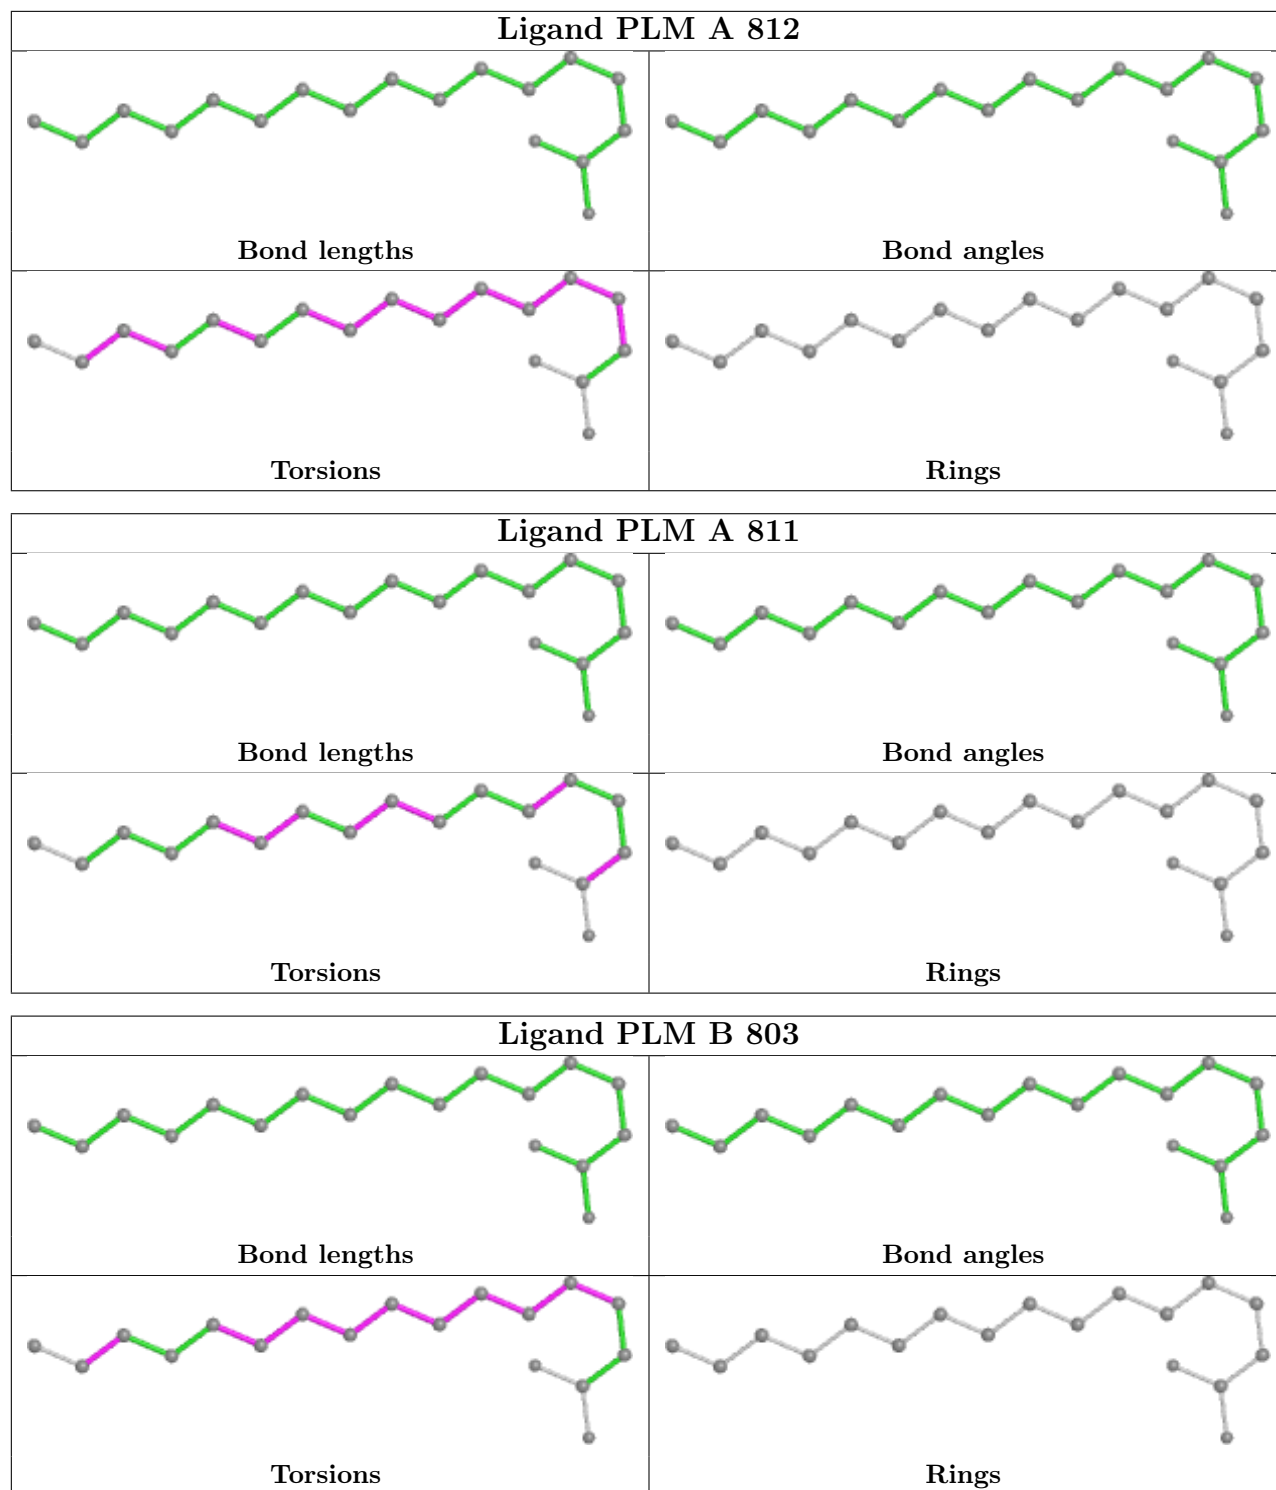 Ligand PLM A 812
Bond lengths
Bond angles
Torsions
Rings
Ligand PLM A 811
Bond lengths
Bond angles
Torsions
Rings
Ligand PLM B 803
Bond lengths
Bond angles
Torsions
Rings